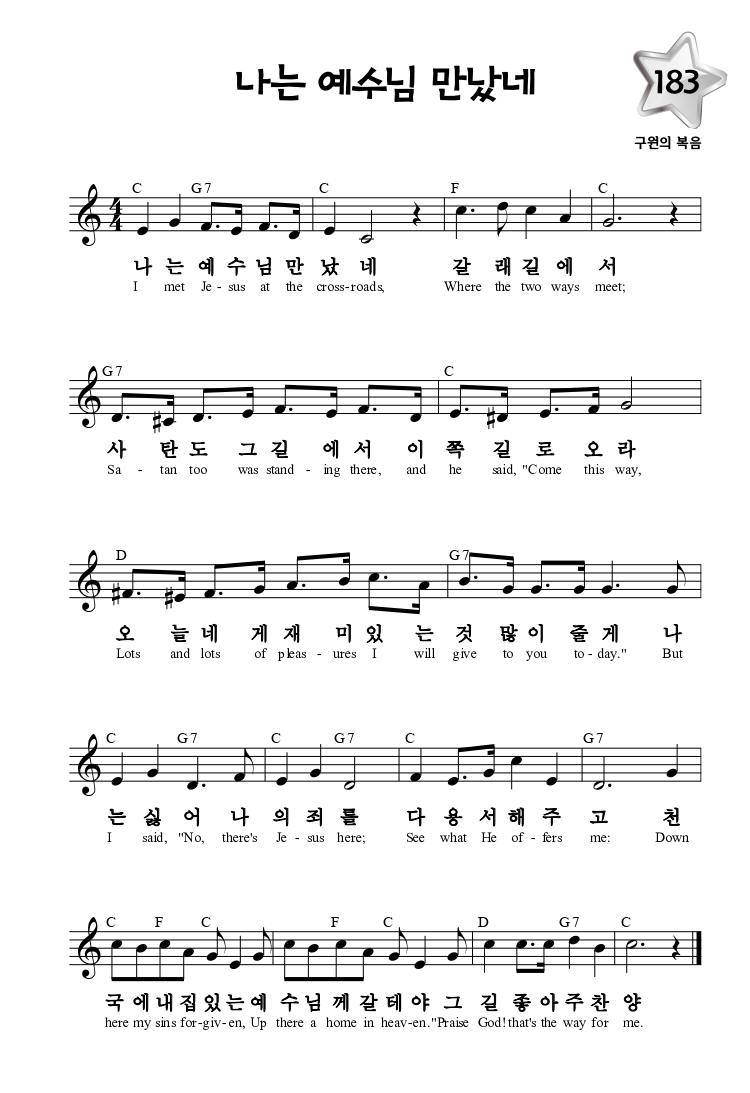 나는 예수님 만났네
183
구원의 복음
C G7 C F C
나 는 예 수 님 만 났 네 갈 래 길 에 서
I met Je - sus at the cross-roads, Where the two ways meet;
G7 C
사 탄 도 그 길 에 서 이 쪽 길 로 오 라
Sa - tan too was stand - ing there, and he said, "Come this way,
D G7
오 늘 네 게 재 미 있 는 것 많 이 줄 게 나
Lots and lots of pleas - ures I will give to you to - day." But
C G7 C G7 C G7
는 싫 어 나 의 죄 를 다 용 서 해 주 고 천
I said, "No, there's Je - sus here; See what He of - fers me: Down
C F C F C D G7 C
국 에 내 집 있 는 예 수 님 께 갈 테 야 그 길 좋 아 주 찬 양
here my sins for-giv-en, Up there a home in heav-en."Praise God! that's the way for me.